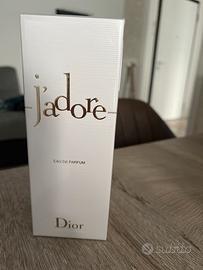 j'adore
EAU DE PARFUM
Dior
Subito